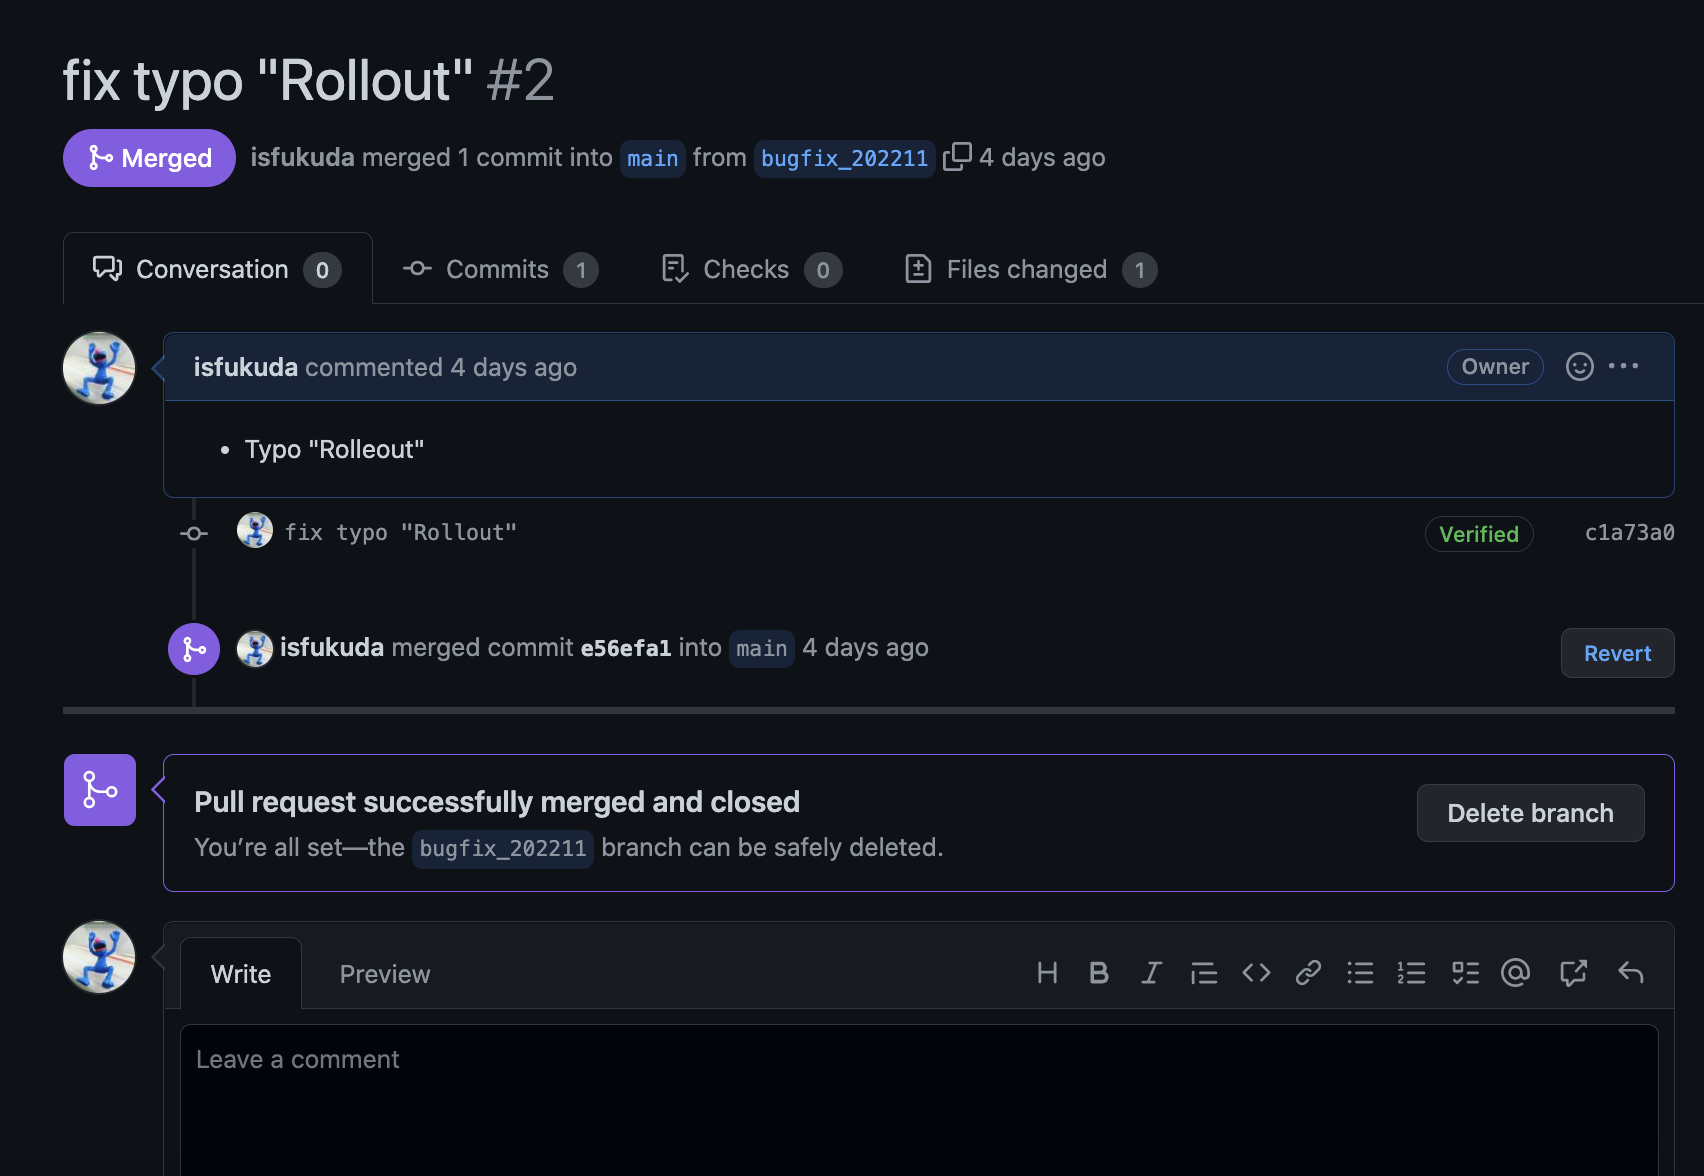 fix typo "Rollout" #2
Merged isfukuda merged 1 commit into main from bugfix_202211 4 days ago
Conversation 0 Commits 1 Checks 0 Files changed 1
isfukuda commented 4 days ago Owner
• Typo "Rolleout"
fix typo "Rollout" Verified c1a73a0
isfukuda merged commit e56efa1 into main 4 days ago Revert
Pull request successfully merged and closed
You’re all set—the bugfix_202211 branch can be safely deleted.
Delete branch
Write Preview
Leave a comment